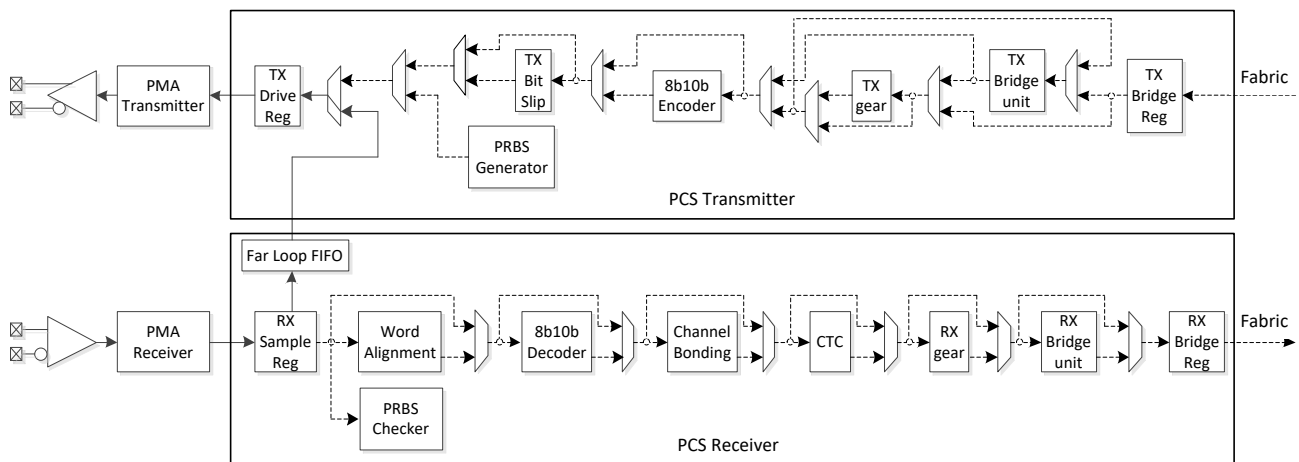 PMA
Transmitter
TX
Drive
Reg
PRBS
Generator
TX
Bit
Slip
8b10b
Encoder
TX
gear
TX
Bridge
unit
TX
Bridge
Reg
Fabric
PCS Transmitter
Far Loop FIFO
PMA
Receiver
RX
Sample
Reg
Word
Alignment
PRBS
Checker
8b10b
Decoder
Channel
Bonding
CTC
RX
gear
RX
Bridge
unit
RX
Bridge
Reg
Fabric
PCS Receiver